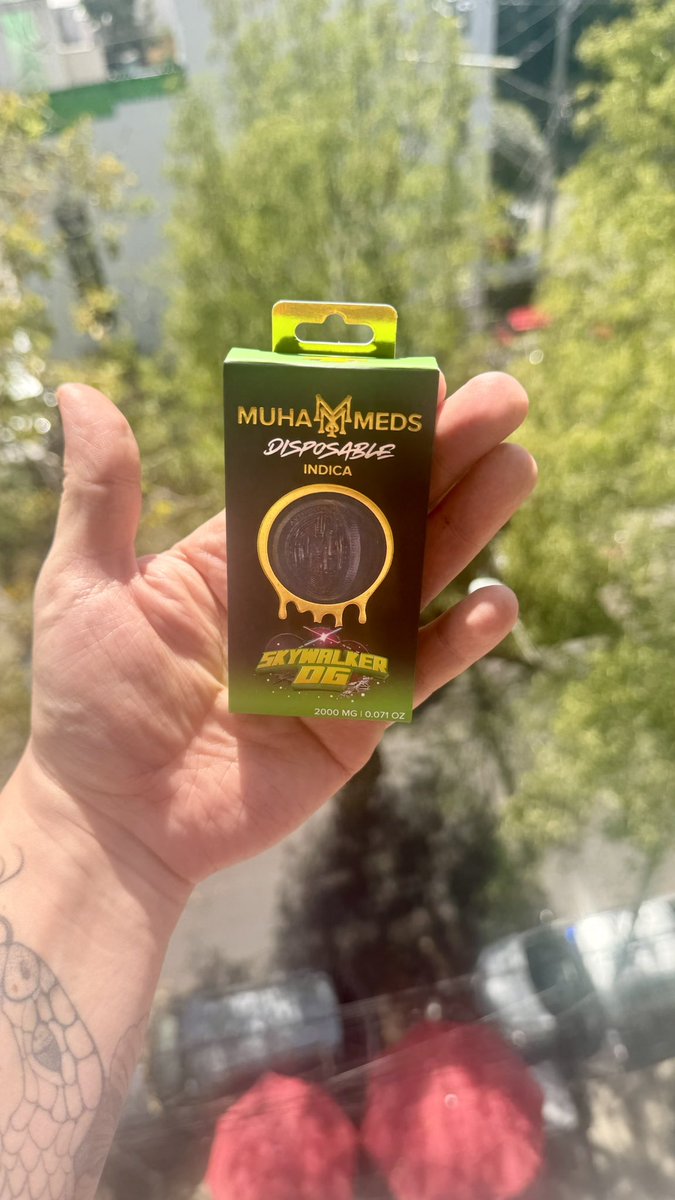 MUHA MEDS
DISPOSABLE
INDICA
SKYWALKER
OG
2000 MG | 0.071 OZ